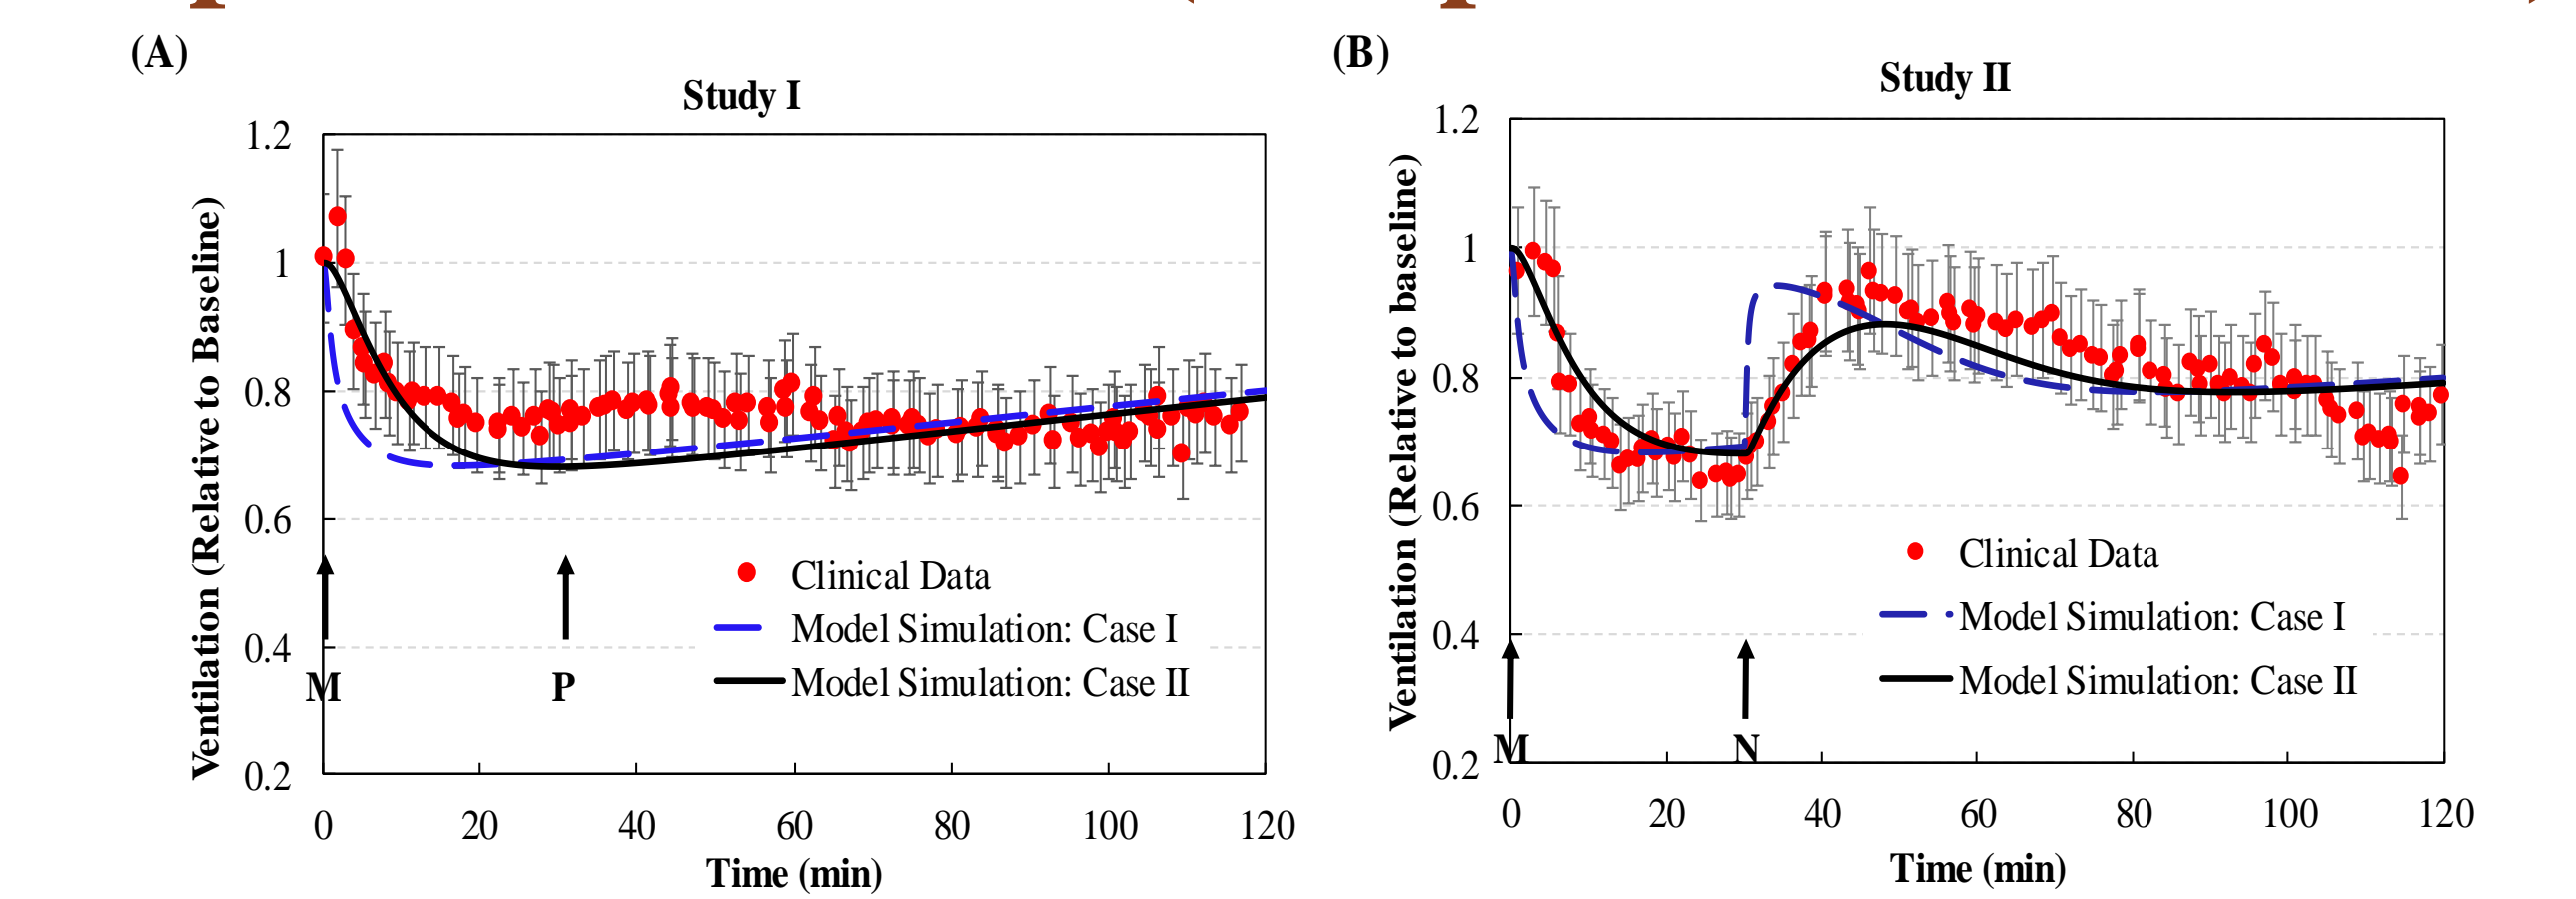 (A)
Study I
Ventilation (Relative to Baseline)
1.2
1
0.8
0.6
0.4
0.2
M
P
Clinical Data
Model Simulation: Case I
Model Simulation: Case II
0 20 40 60 80 100 120
Time (min)
(B)
Study II
Ventilation (Relative to baseline)
1.2
1
0.8
0.6
0.4
0.2
M
N
Clinical Data
Model Simulation: Case I
Model Simulation: Case II
0 20 40 60 80 100 120
Time (min)